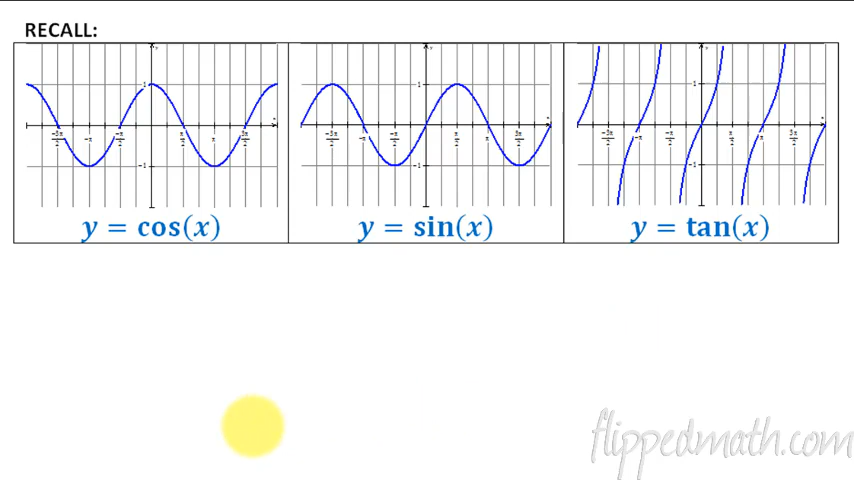 RECALL:
y
1
-3π/2
-π
-π/2
π/2
π
3π/2
x
-1
y
1
-3π/2
-π
-π/2
π/2
π
3π/2
x
-1
y
1
-3π/2
-π
-π/2
π/2
π
3π/2
x
-1
y = cos(x)
y = sin(x)
y = tan(x)
flippedmath.com